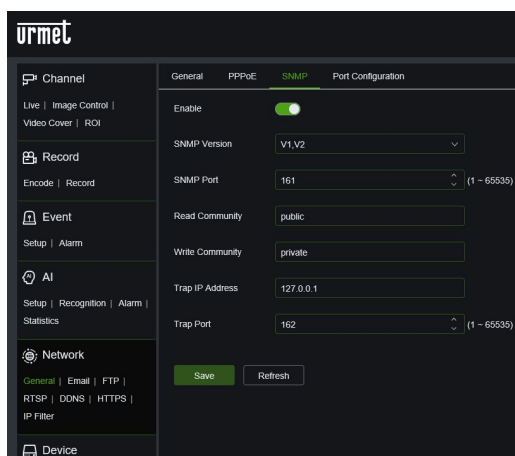 urmet
Channel
Live | Image Control |
Video Cover | ROI
Record
Encode | Record
Event
Setup | Alarm
AI
Setup | Recognition | Alarm |
Statistics
Network
General | Email | FTP |
RTSP | DDNS | HTTPS |
IP Filter
Device
General PPPoE SNMP Port Configuration
Enable
SNMP Version V1,V2
SNMP Port 161 (1 ~ 65535)
Read Community public
Write Community private
Trap IP Address 127.0.0.1
Trap Port 162 (1 ~ 65535)
Save Refresh